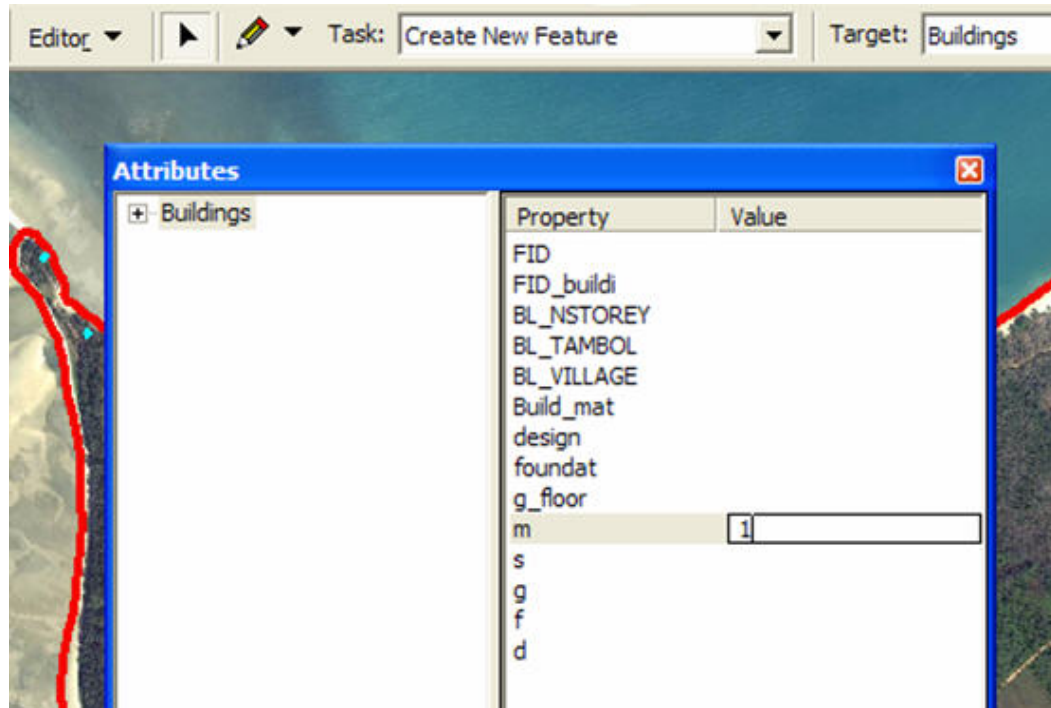 Editor Task: Create New Feature Target: Buildings
Attributes
Buildings
Property Value
FID
FID_buildi
BL_NSTOREY
BL_TAMBOL
BL_VILLAGE
Build_mat
design
foundat
g_floor
m 1
s
g
f
d